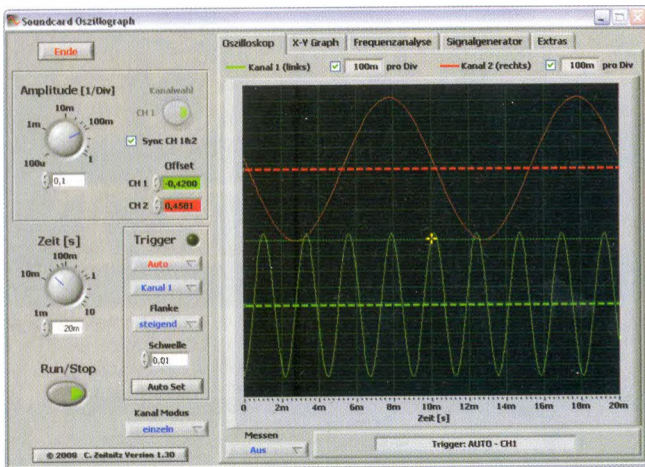 Soundcard Oszillograph
Ende
Amplitude [1/Div]
10m
1m
100m
100u
1
0,1
Kanalwahl
CH 1
Sync CH 1&2
Offset
CH 1 -0,4200
CH 2 0,4581
Zeit [s]
100m
10m
1
1m
10
20m
Run/Stop
Trigger
Auto
Kanal 1
Flanke
steigend
Schwelle
0,01
Auto Set
Kanal Modus
einzeln
© 2008 C. Zeitnitz Version 1.30
Oszilloskop X-Y Graph Frequenzanalyse Signalgenerator Extras
Kanal 1 (links) 100m pro Div Kanal 2 (rechts) 100m pro Div
0 2m 4m 6m 8m 10m 12m 14m 16m 18m 20m
Zeit [s]
Messen
Aus
Trigger: AUTO - CH1